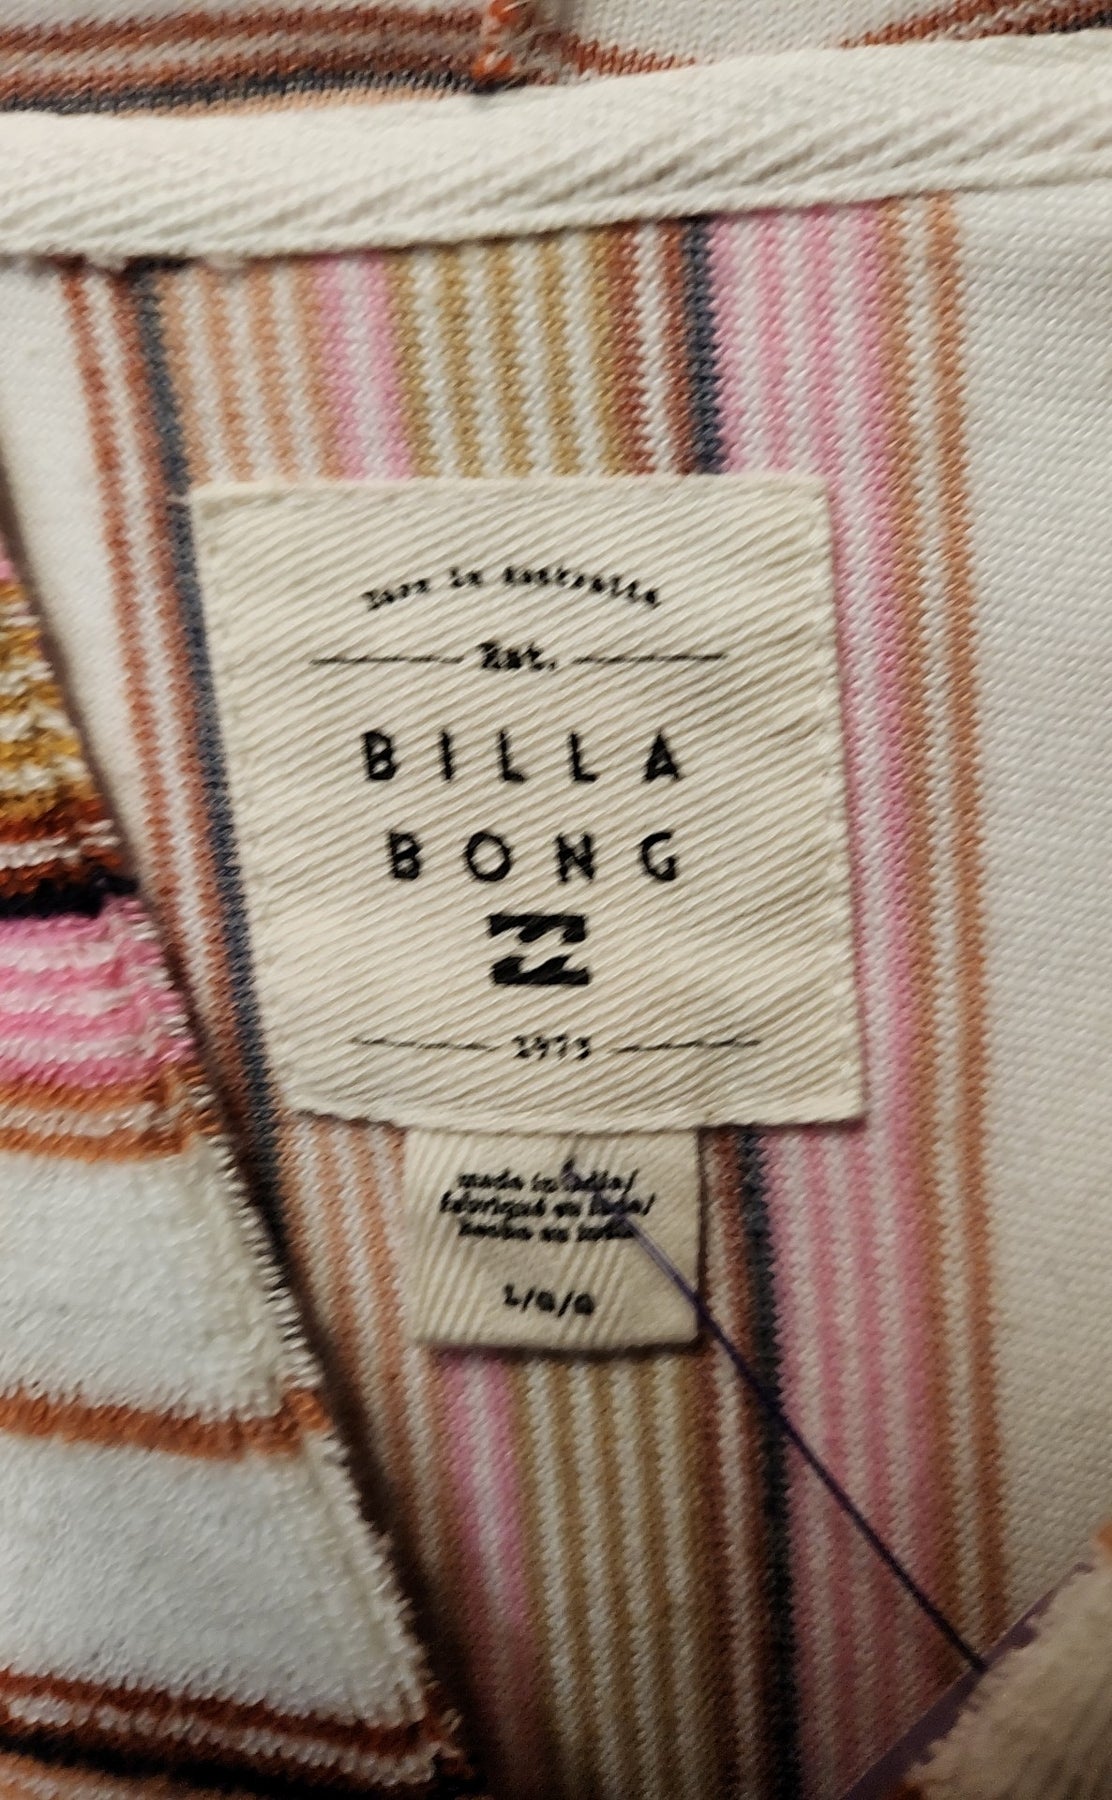 Born in Australia
Est.
BILLA
BONG
1973
made in india/
fabriqué en Inde/
hecho en india
L/G/G